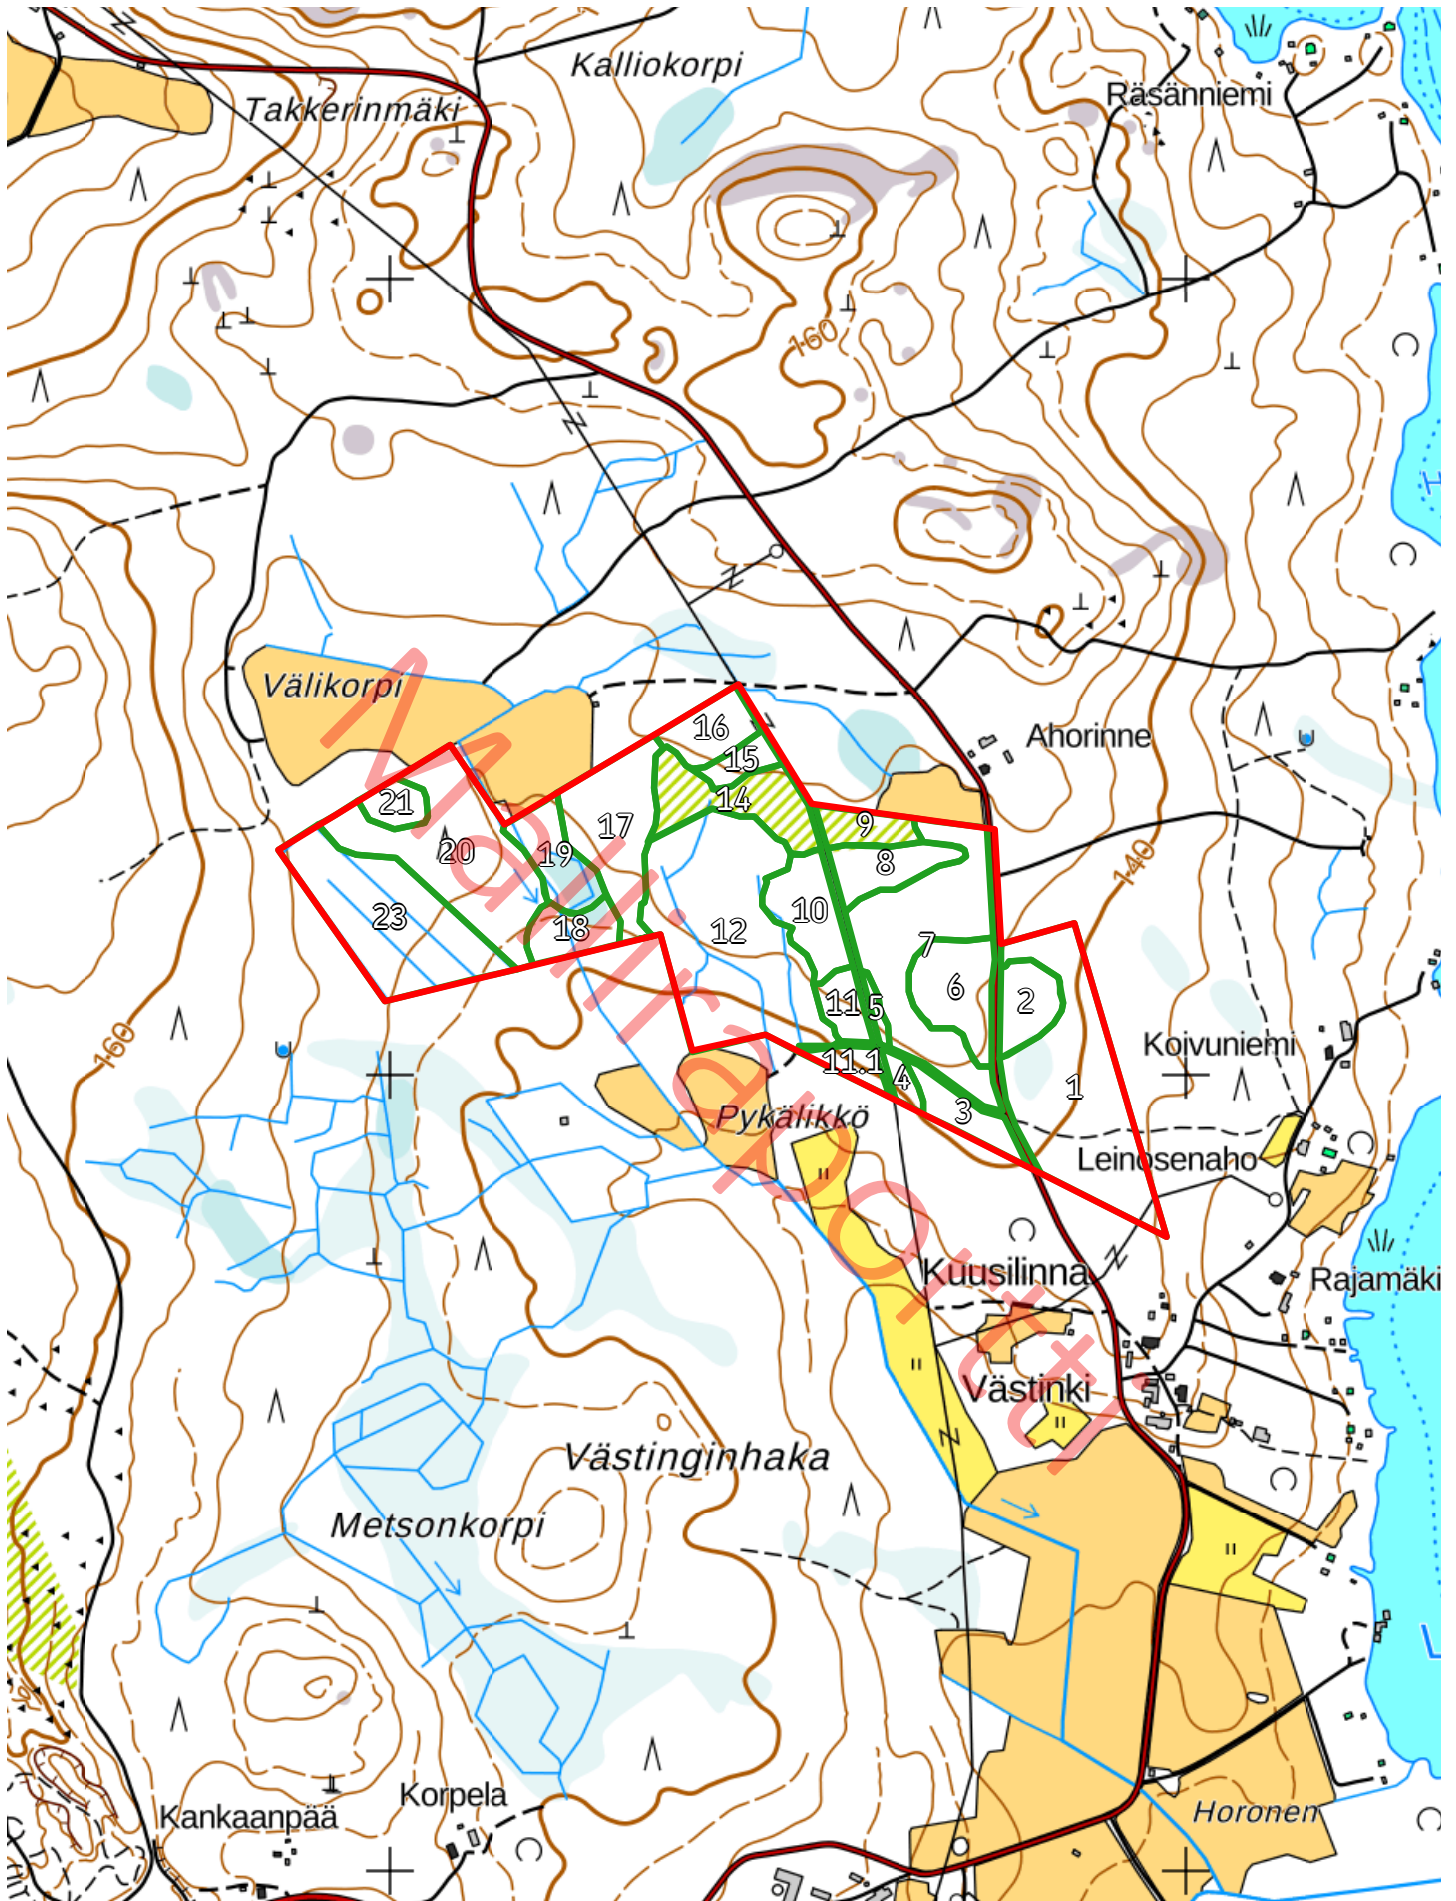 Kalliokorpi
Takkerinmäki
Räsänniemi
160
Välikorpi
Ahorinne
16
15
14
21
17
9
20
19
8
140
23
18
12
10
7
6
2
11
5
160
Koivuniemi
11.1
4
3
1
Pykälikkö
Leinosenaho
Kuusilinna
Rajamäki
Västinki
Västinginhaka
Metsonkorpi
Korpela
Kankaanpää
Horonen
Malliraportti